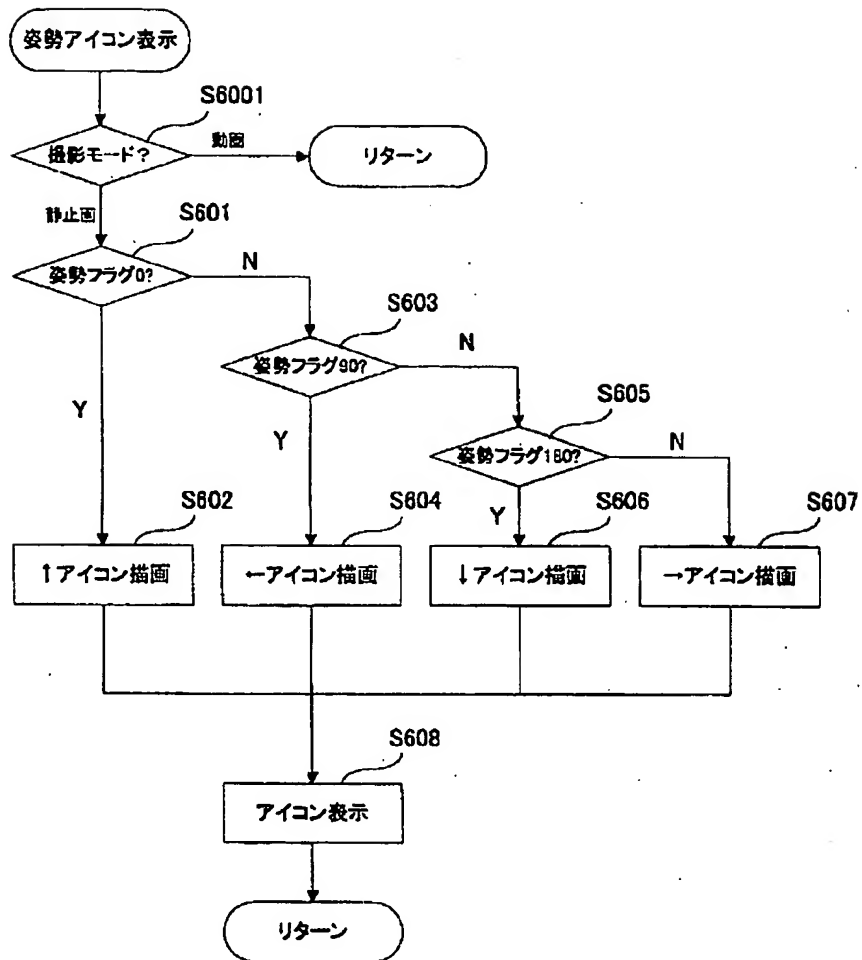 姿勢アイコン表示
S6001
撮影モード?
動画
リターン
静止画
S601
姿勢フラグ0?
N
S603
姿勢フラグ90?
N
Y
S605
姿勢フラグ180?
N
Y
Y
S602
S604
S606
S607
↑アイコン描画
←アイコン描画
↓アイコン描画
→アイコン描画
S608
アイコン表示
リターン